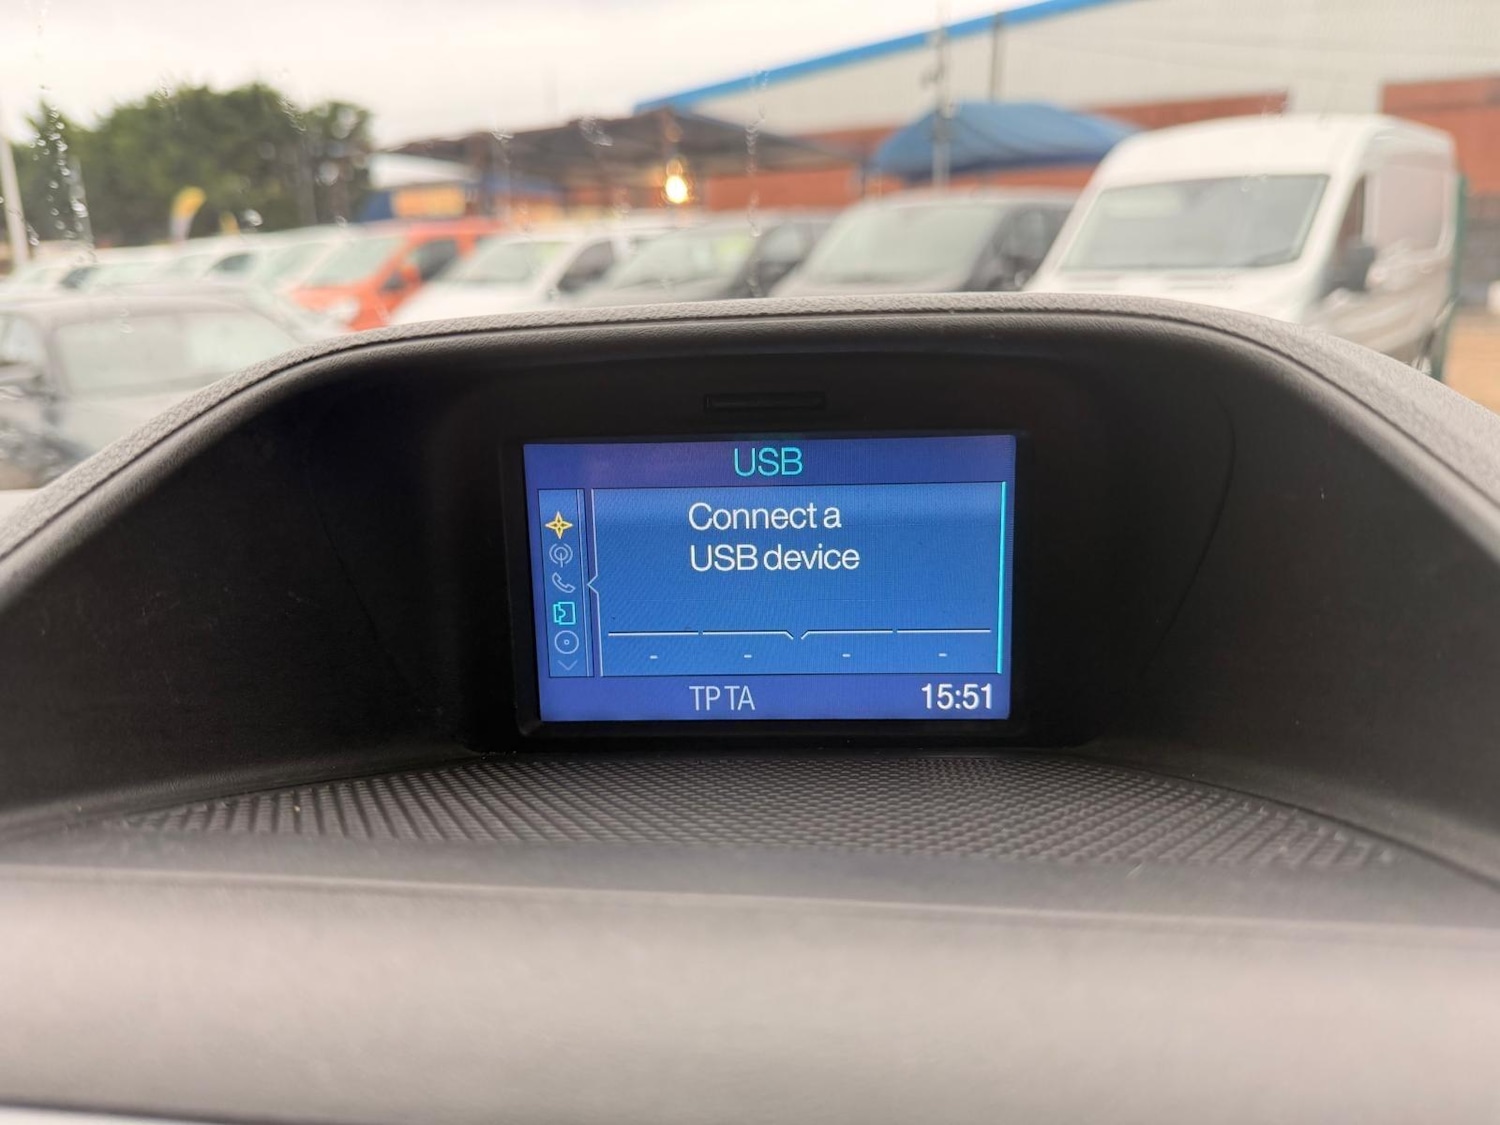 USB
Connect a
USB device
- - - -
TP TA 15:51